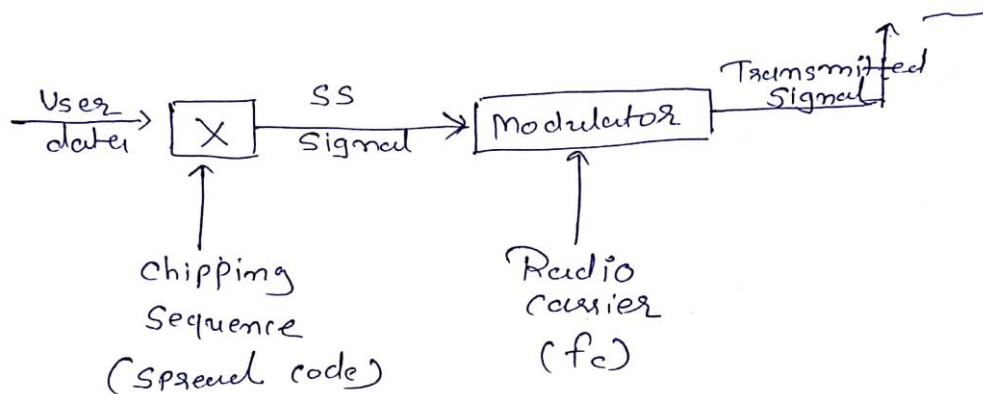 User
data
X
SS
Signal
Modulator
Transmitted
Signal
Chipping
Sequence
(Spread code)
Radio
Carrier
(fc)